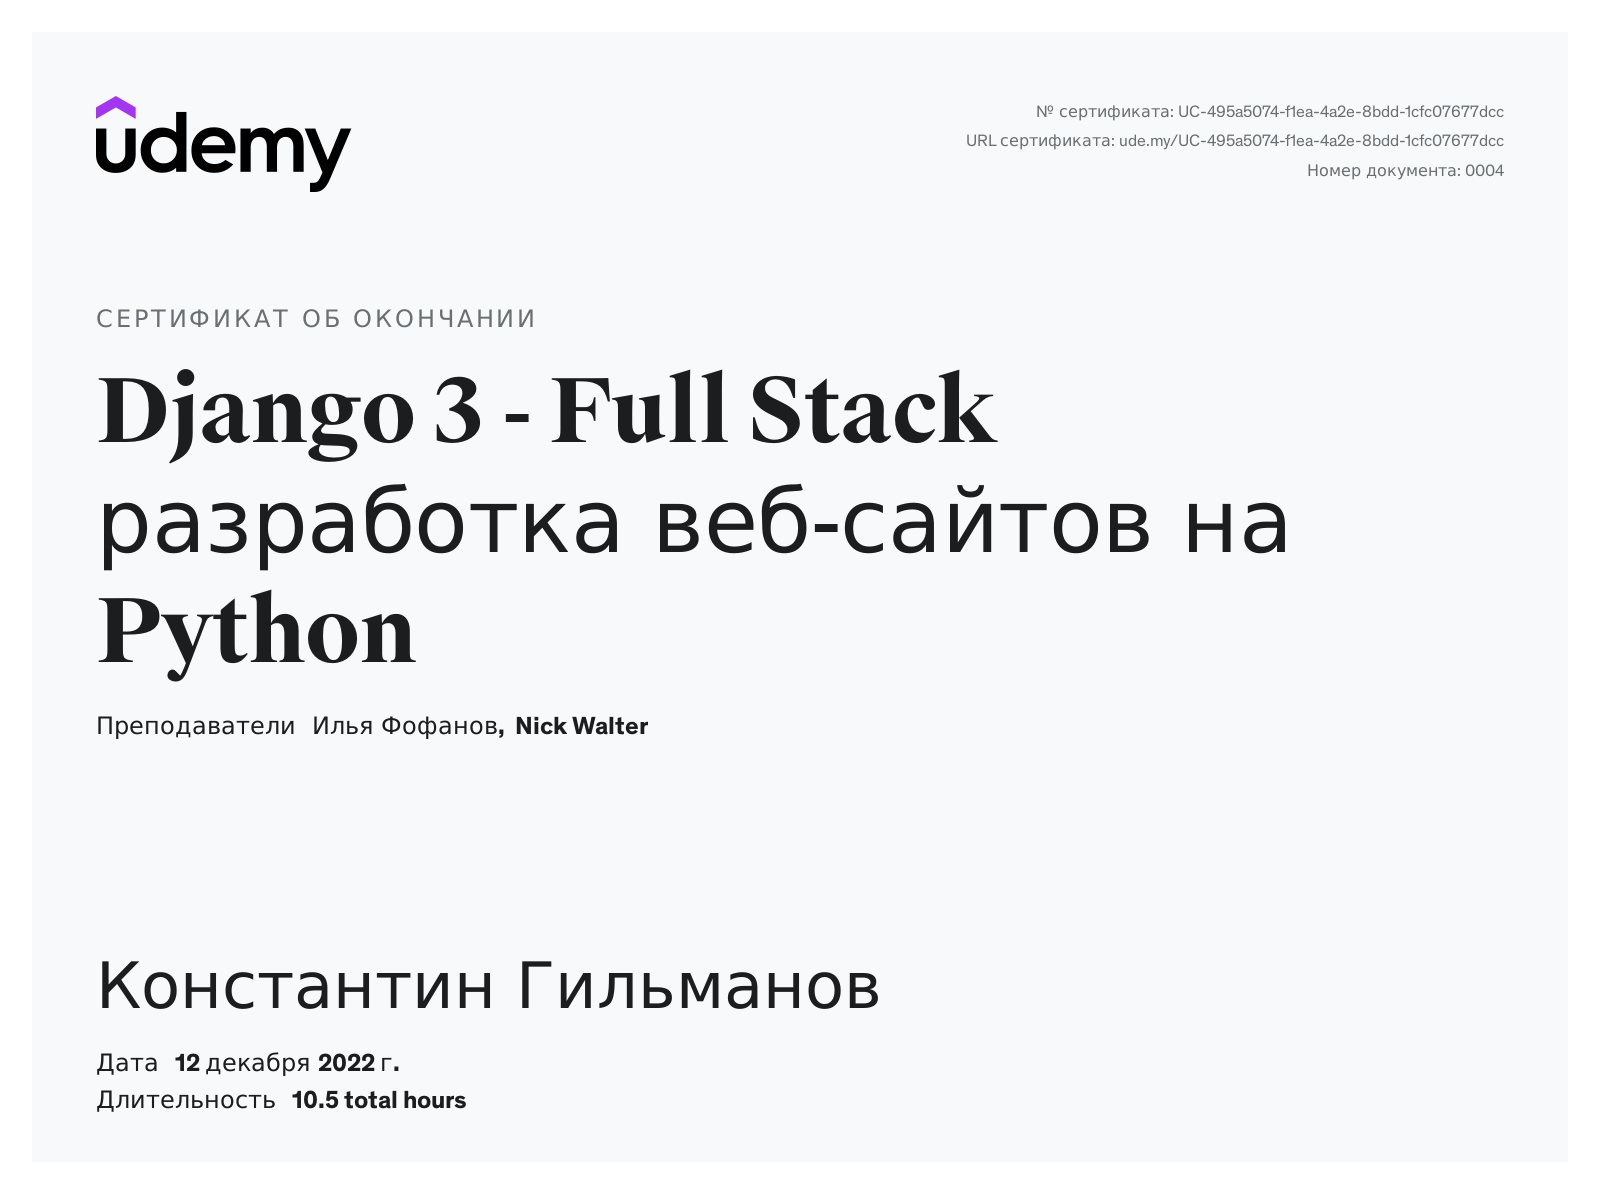 udemy
№ сертификата: UC-495a5074-f1ea-4a2e-8bdd-1cfc07677dcc
URL сертификата: ude.my/UC-495a5074-f1ea-4a2e-8bdd-1cfc07677dcc
Номер документа: 0004
СЕРТИФИКАТ ОБ ОКОНЧАНИИ
Django 3 - Full Stack
разработка веб-сайтов на
Python
Преподаватели Илья Фофанов, Nick Walter
Константин Гильманов
Дата 12 декабря 2022 г.
Длительность 10.5 total hours